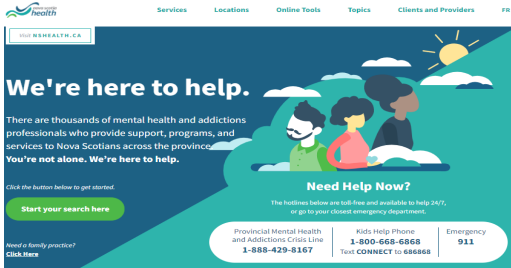 nova scotia
health
Services
Locations
Online Tools
Topics
Clients and Providers
FR
Visit NSHEALTH.CA
We're here to help.
There are thousands of mental health and addictions
professionals who provide support, programs, and
services to Nova Scotians across the province
You're not alone. We're here to help.
Click the button below to get started.
Start your search here
Need a family practice?
Click Here
Need Help Now?
The hotlines below are toll-free and available to help 24/7,
or go to your closest emergency department.
Provincial Mental Health
and Addictions Crisis Line
1-888-429-8167
Kids Help Phone
1-800-668-6868
Text CONNECT to 686868
Emergency
911